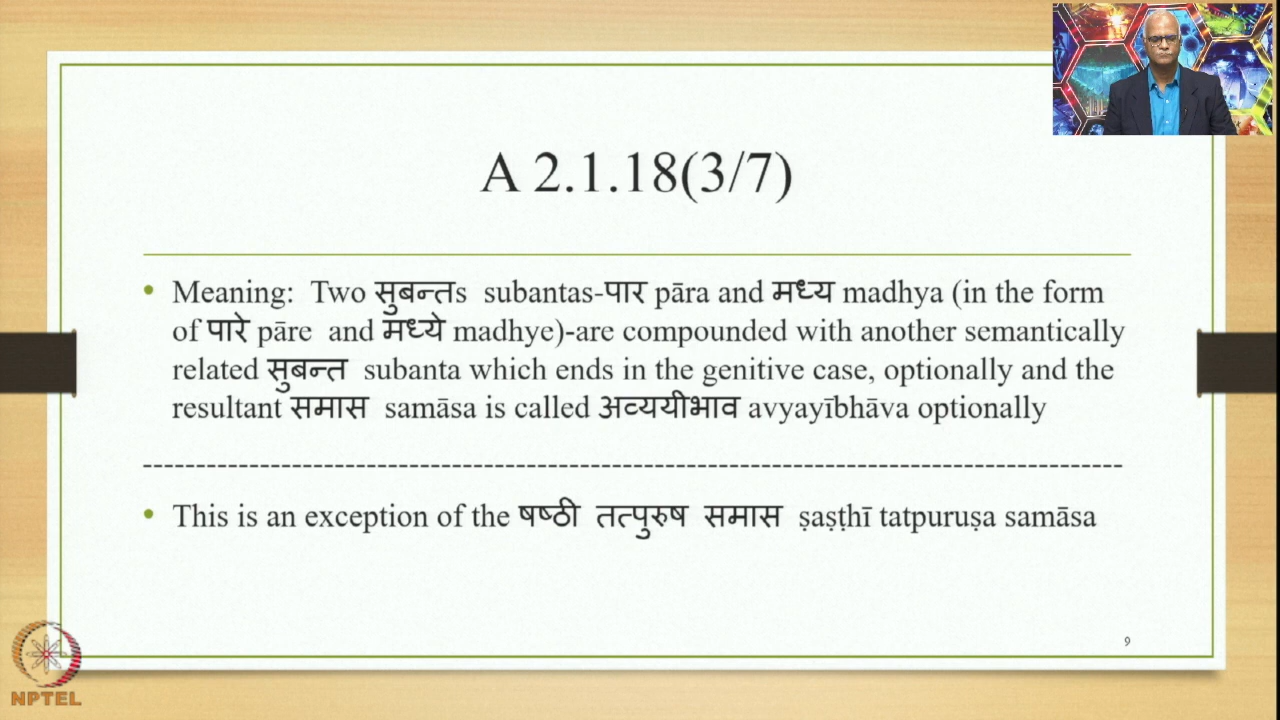 A 2.1.18(3/7)
• Meaning: Two सुबन्तs subantas-पार pāra and मध्य madhya (in the form
of पारे pāre and मध्ये madhye)-are compounded with another semantically
related सुबन्त subanta which ends in the genitive case, optionally and the
resultant समास samāsa is called अव्ययीभाव avyayībhāva optionally
--------------------------------------------------------------------------------------------
• This is an exception of the षष्ठी तत्पुरुष समास ṣaṣṭhī tatpuruṣa samāsa
9
NPTEL